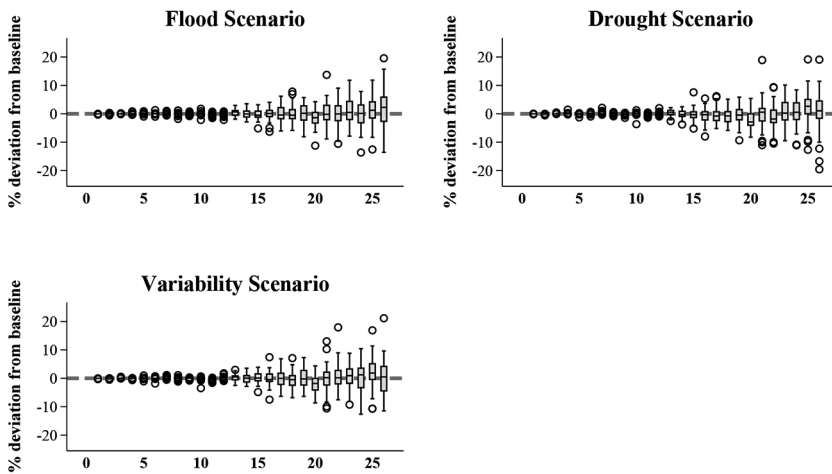 Flood Scenario
% deviation from baseline
20
10
0
-10
-20
0 5 10 15 20 25
Drought Scenario
% deviation from baseline
20
10
0
-10
-20
0 5 10 15 20 25
Variability Scenario
% deviation from baseline
20
10
0
-10
-20
0 5 10 15 20 25